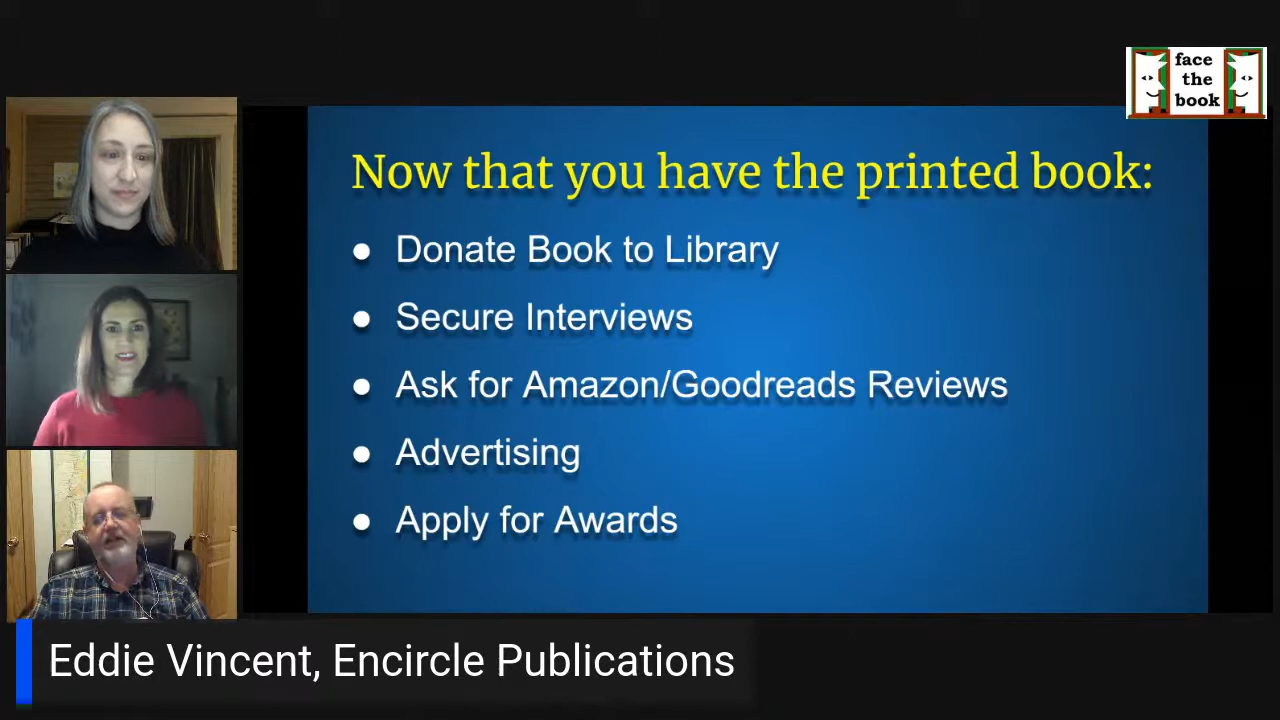 face
the
book
Now that you have the printed book:
● Donate Book to Library
● Secure Interviews
● Ask for Amazon/Goodreads Reviews
● Advertising
● Apply for Awards
Eddie Vincent, Encircle Publications